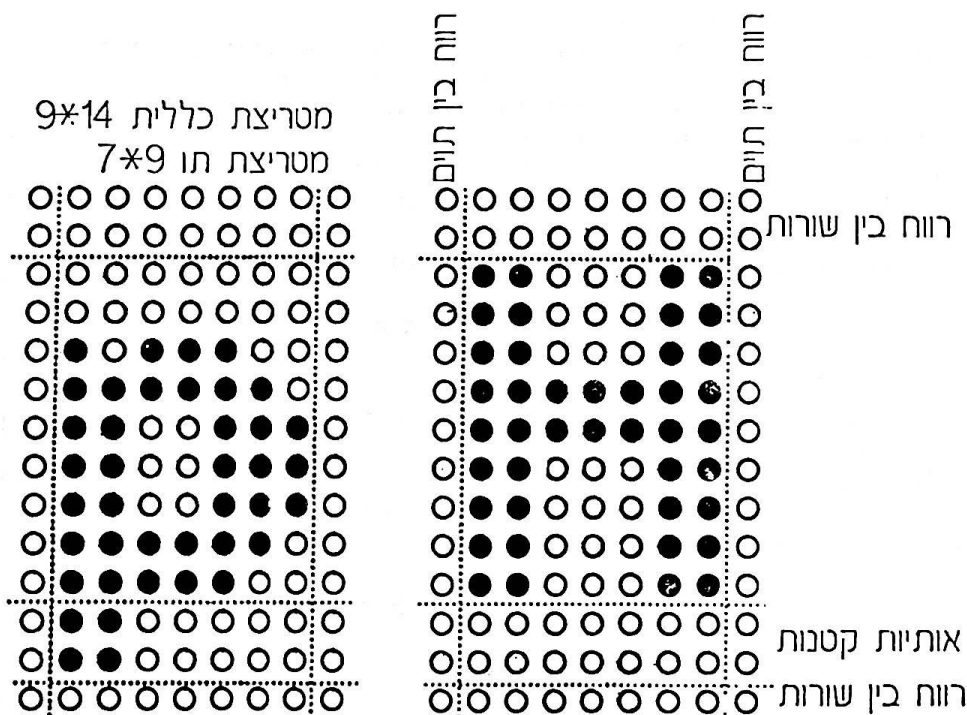 מטריצת כללית 9*14
מטריצת תו 7*9
רווח בין תוים
רווח בין תוים
רווח בין שורות
אותיות קטנות
רווח בין שורות